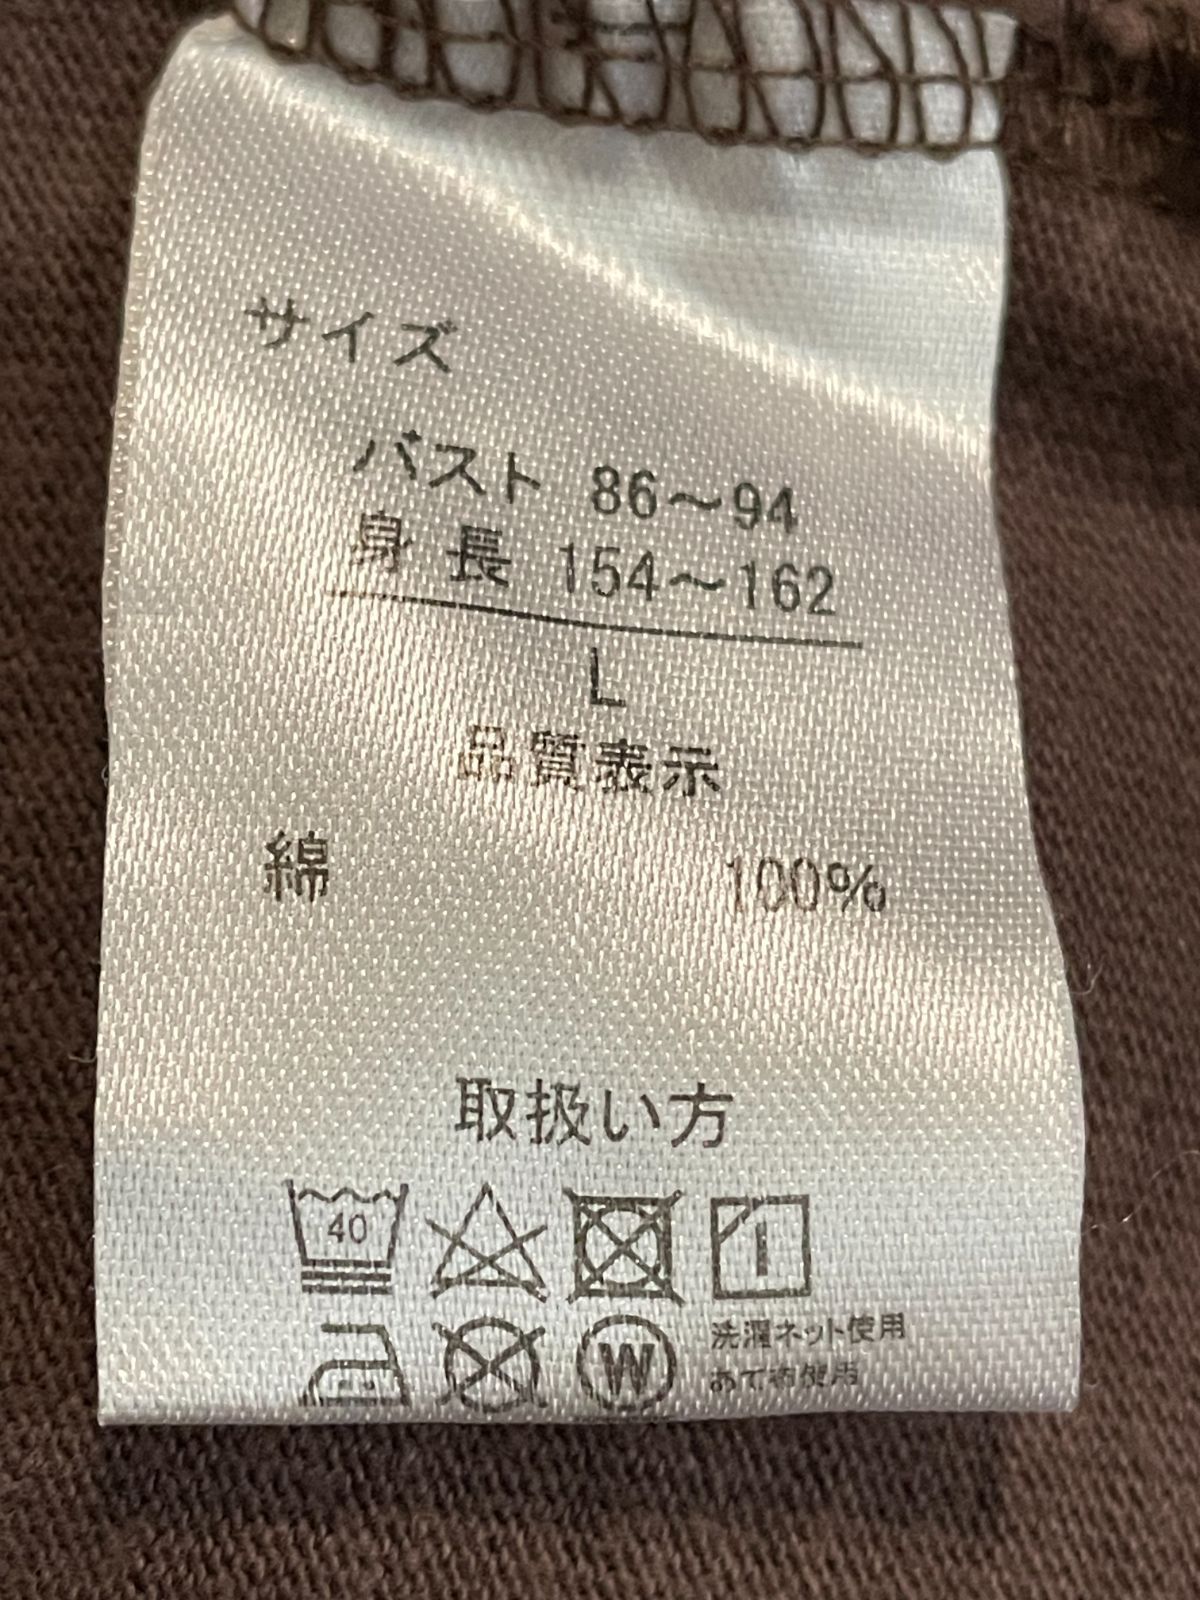 サイズ
バスト 86～94
身長 154～162
L
品質表示
綿 100%
取扱い方
40
W
洗濯ネット使用
あて布使用